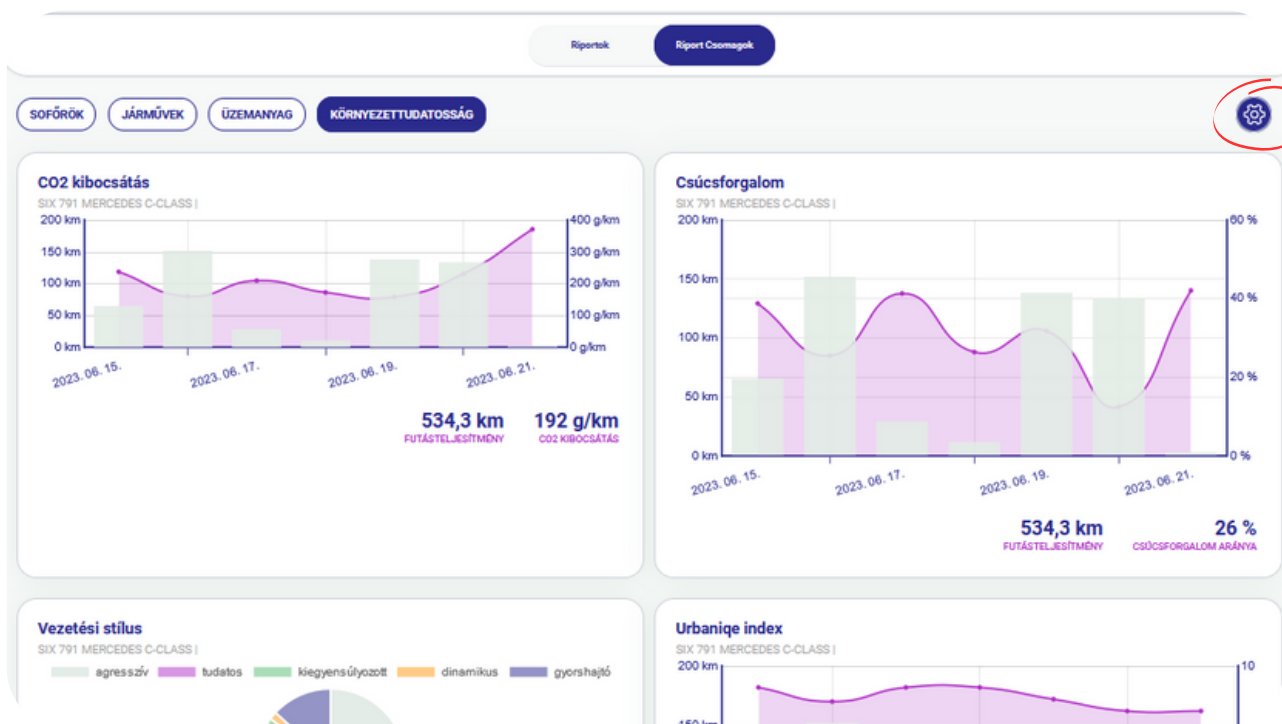 Riportok
Riport Csomagok
SOFŐRÖK
JÁRMŰVEK
ÜZEMANYAG
KÖRNYEZETTUDATOSSÁG
CO2 kibocsátás
SIX 791 MERCEDES C-CLASS |
200 km
400 g/km
150 km
300 g/km
100 km
200 g/km
50 km
100 g/km
0 km
0 g/km
2023. 06. 15.
2023. 06. 17.
2023. 06. 19.
2023. 06. 21.
534,3 km
192 g/km
FUTÁSTELJESÍTMÉNY
CO2 KIBOCSÁTÁS
Csúcsforgalom
SIX 791 MERCEDES C-CLASS |
200 km
60 %
150 km
40 %
100 km
20 %
50 km
0 km
0 %
2023. 06. 15.
2023. 06. 17.
2023. 06. 19.
2023. 06. 21.
534,3 km
26 %
FUTÁSTELJESÍTMÉNY
CSÚCSFORGALOM ARÁNYA
Vezetési stílus
SIX 791 MERCEDES C-CLASS |
agresszív
tudatos
kiegyensúlyozott
dinamikus
gyorshajtó
Urbaniqe index
SIX 791 MERCEDES C-CLASS |
200 km
10
150 km